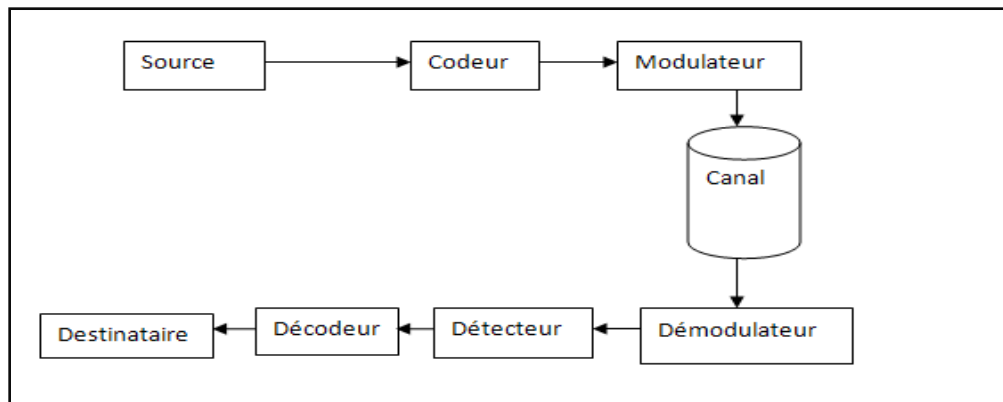 Source
Codeur
Modulateur
Canal
Démodulateur
Détecteur
Décodeur
Destinataire